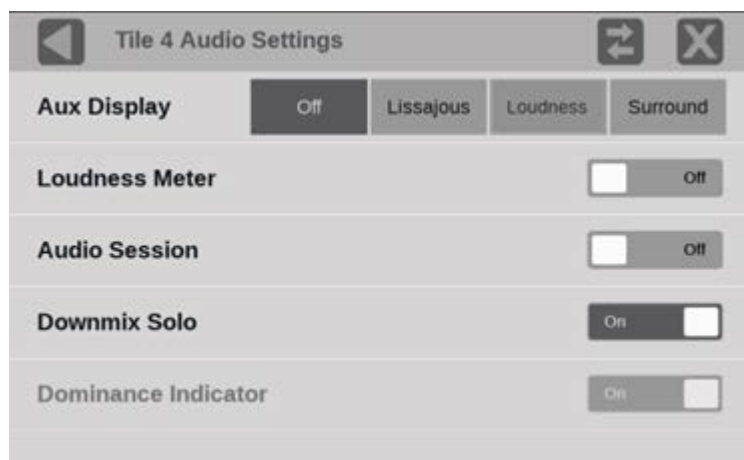 Tile 4 Audio Settings
Aux Display Off Lissajous Loudness Surround
Loudness Meter Off
Audio Session Off
Downmix Solo On
Dominance Indicator On